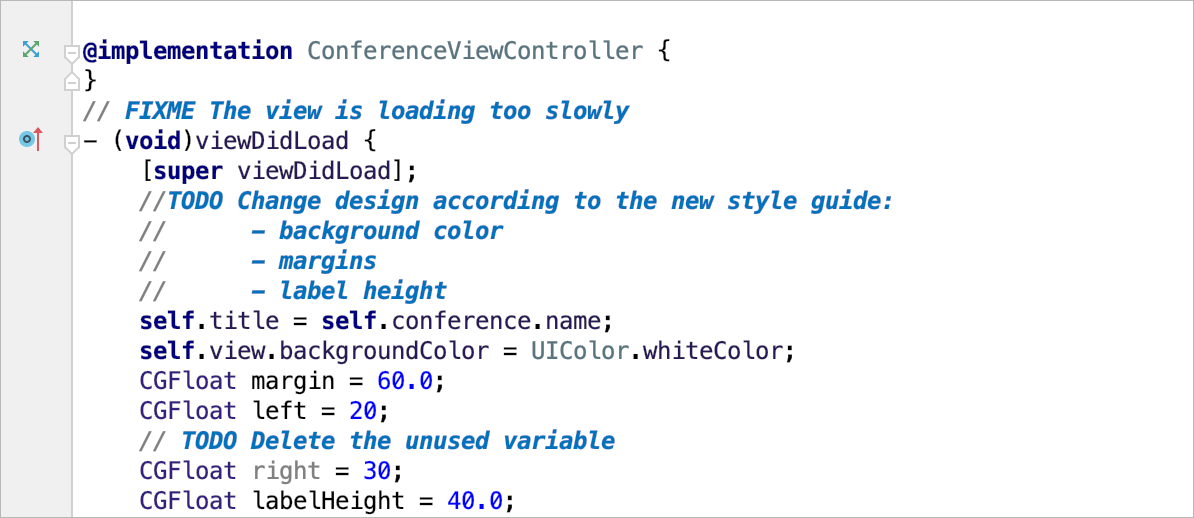 @implementation ConferenceViewController {
}
// FIXME The view is loading too slowly
- (void)viewDidLoad {
    [super viewDidLoad];
    //TODO Change design according to the new style guide:
    //      - background color
    //      - margins
    //      - label height
    self.title = self.conference.name;
    self.view.backgroundColor = UIColor.whiteColor;
    CGFloat margin = 60.0;
    CGFloat left = 20;
    // TODO Delete the unused variable
    CGFloat right = 30;
    CGFloat labelHeight = 40.0;